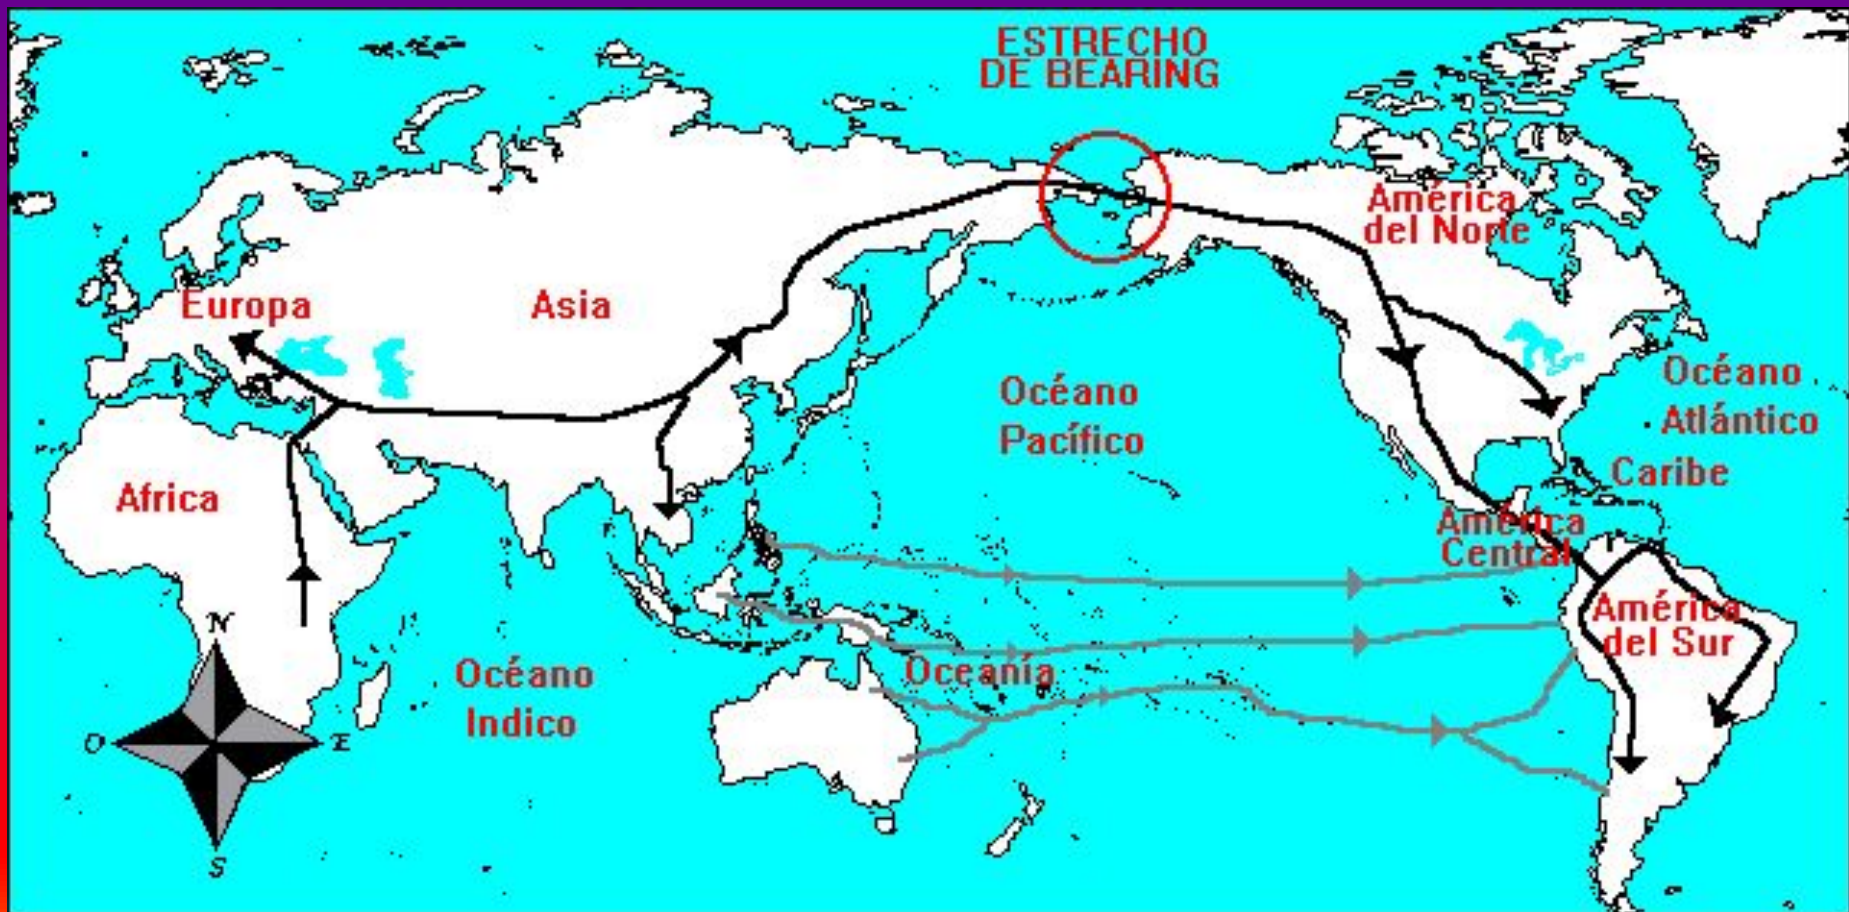 ESTRECHO
DE BEARING
América
del Norte
Europa
Asia
Océano
Pacífico
Océano
Atlántico
Caribe
Africa
América
Central
América
del Sur
Océano
Indico
Oceanía
N
O
E
S